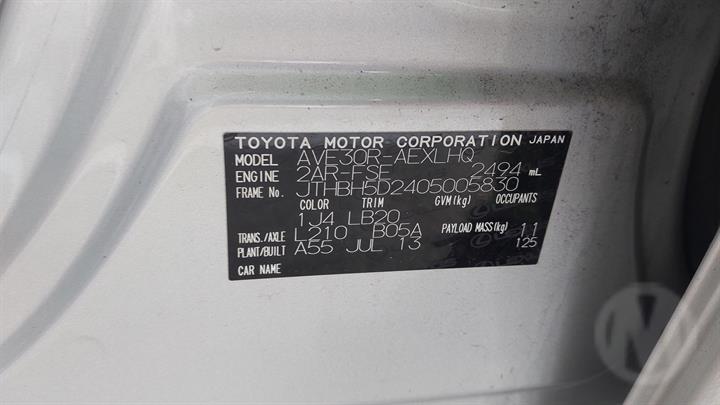 TOYOTA MOTOR CORPORATION JAPAN
MODEL AVE30R-AEXLHQ
ENGINE 2AR-FSE 2494 mL
FRAME No. JTHBH5D2405005830
COLOR TRIM GVM(kg) OCCUPANTS
1J4 LB20
TRANS./AXLE L210 B05A PAYLOAD MASS(kg) 11
PLANT/BUILT A55 JUL 13 125
CAR NAME
N